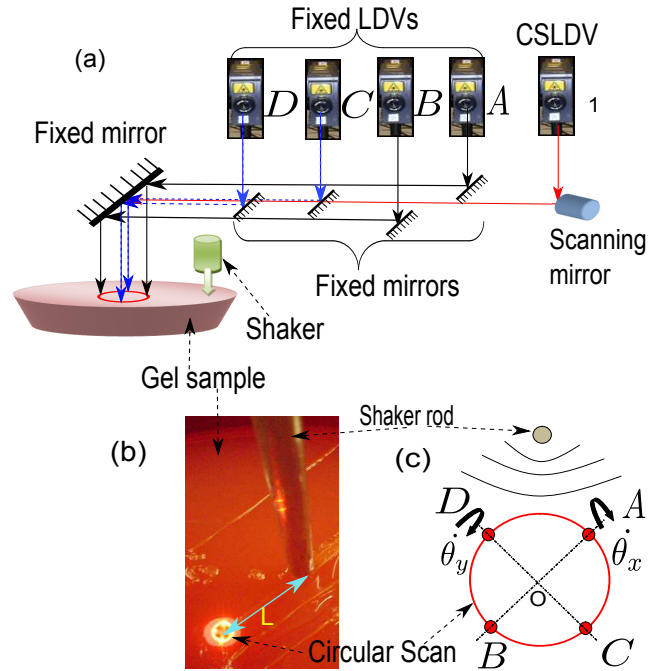 Fixed LDVs
CSLDV
(a)
D C B A 1
Fixed mirror
Scanning
mirror
Fixed mirrors
Shaker
Gel sample
Shaker rod
(b)
(c)
D A
θ̇y θ̇x
O
L
Circular Scan
B C